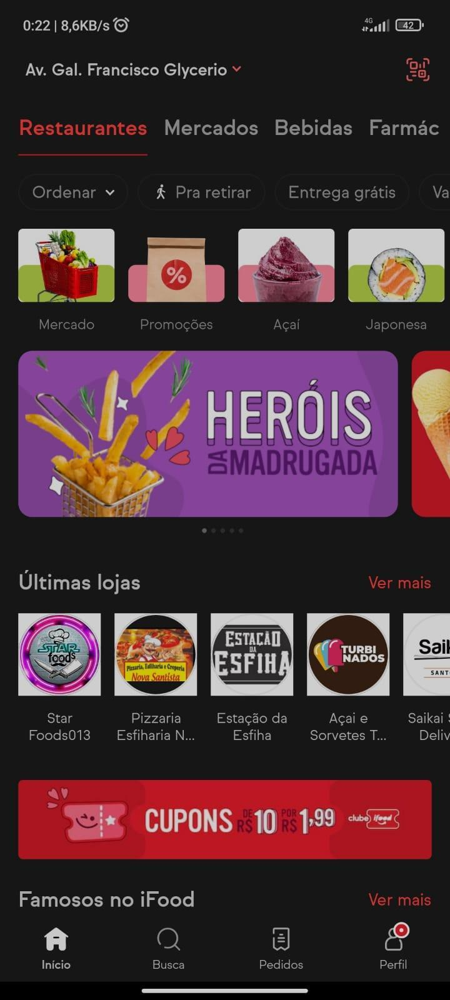 0:22 | 8,6KB/s
4G
42
Av. Gal. Francisco Glycerio
Restaurantes Mercados Bebidas Farmác
Ordenar Pra retirar Entrega grátis Va
%
Mercado Promoções Açaí Japonesa
HERÓIS
DA MADRUGADA
Últimas lojas Ver mais
STAR
foods
Pizzaria, Esfiharia e Creperia
Nova Santista
ESTAÇÃO
DA
ESFIHA
TURBI
NADOS
Saik
SANT
Star
Foods013
Pizzaria
Esfiharia N...
Estação da
Esfiha
Açai e
Sorvetes T...
Saikai S
Deliv
CUPONS DE R$ 10 POR R$ 1,99 clube ifood
Famosos no iFood Ver mais
Início Busca Pedidos Perfil